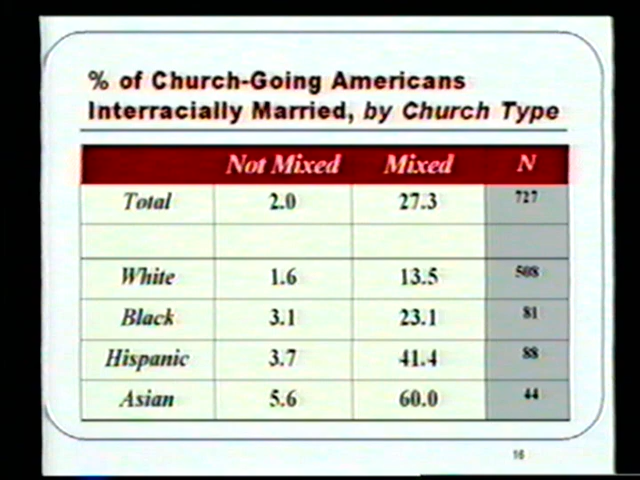 % of Church-Going Americans
Interracially Married, by Church Type
Not Mixed Mixed N
Total 2.0 27.3 727
White 1.6 13.5 508
Black 3.1 23.1 81
Hispanic 3.7 41.4 88
Asian 5.6 60.0 44
16